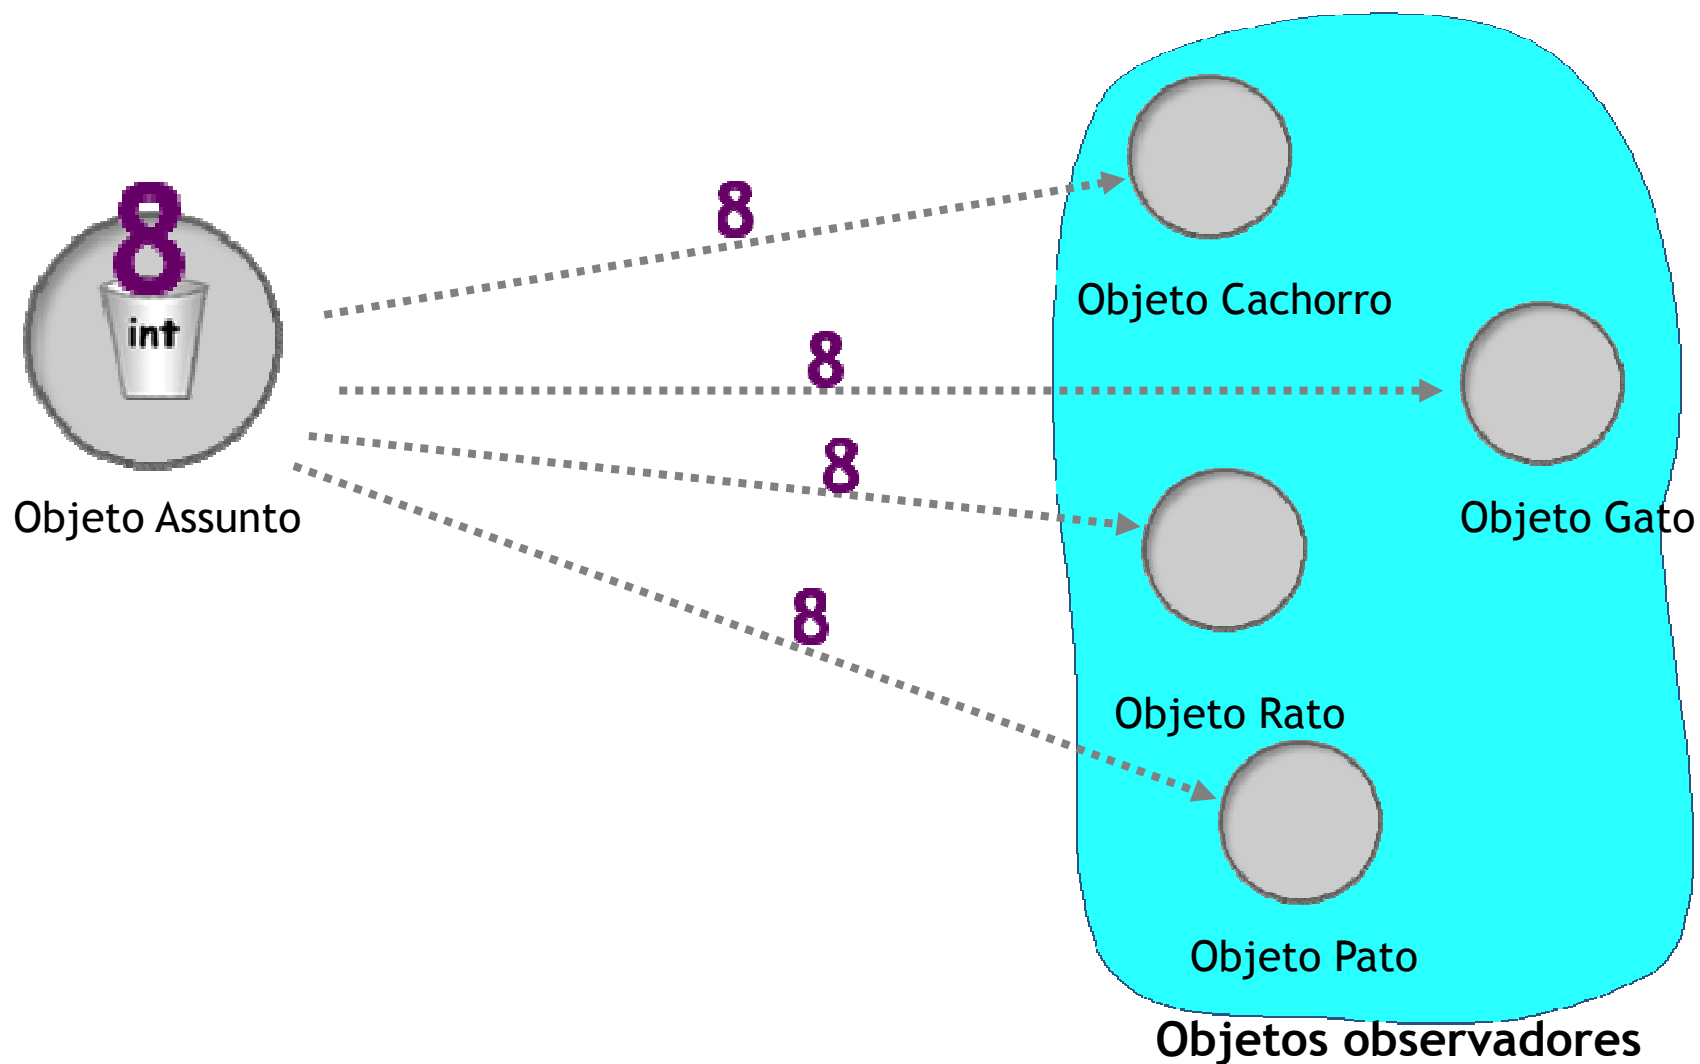 8
int
Objeto Assunto
8
8
8
8
Objeto Cachorro
Objeto Gato
Objeto Rato
Objeto Pato
Objetos observadores